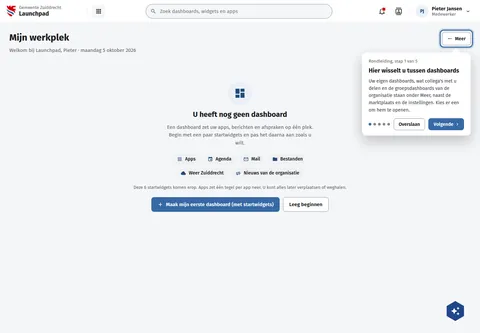 Gemeente Zuiddrecht
Launchpad
Zoek dashboards, widgets en apps
PJ
Pieter Jansen
Medewerker
Mijn werkplek
Welkom bij Launchpad, Pieter · maandag 5 oktober 2026
Meer
Rondleiding, stap 1 van 5
Hier wisselt u tussen dashboards
Uw eigen dashboards, wat collega's met u
delen en de groepsdashboards van de
organisatie staan onder Meer, naast de
marktplaats en de instellingen. Kies er een
om hem te openen.
Overslaan
Volgende
U heeft nog geen dashboard
Een dashboard zet uw apps, berichten en afspraken op één plek.
Begin met een paar startwidgets en pas het daarna aan zoals u
wilt.
Apps
Agenda
Mail
Bestanden
Weer Zuiddrecht
Nieuws van de organisatie
Deze 6 startwidgets komen erop. Apps zet één tegel per app neer. U kunt alles later verplaatsen of weghalen.
+ Maak mijn eerste dashboard (met startwidgets)
Leeg beginnen